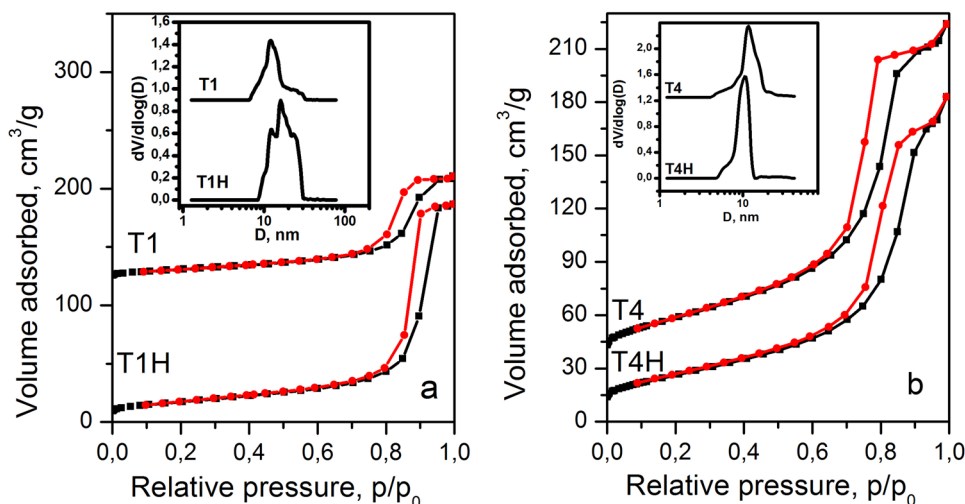 Volume adsorbed, cm³/g
350
300
200
100
0
0,0 0,2 0,4 0,6 0,8 1,0
Relative pressure, p/p₀
T1
T1H
a
dV/dlog(D)
1,6
1,4
1,2
1,0
0,8
0,6
0,4
0,2
0,0
1 10 100
D, nm
T1
T1H
Volume adsorbed, cm³/g
210
180
150
120
90
60
30
0
0,0 0,2 0,4 0,6 0,8 1,0
Relative pressure, p/p₀
T4
T4H
b
dV/dlog(D)
2,4
2,0
1,6
1,2
0,8
0,4
0,0
1 10
D, nm
T4
T4H